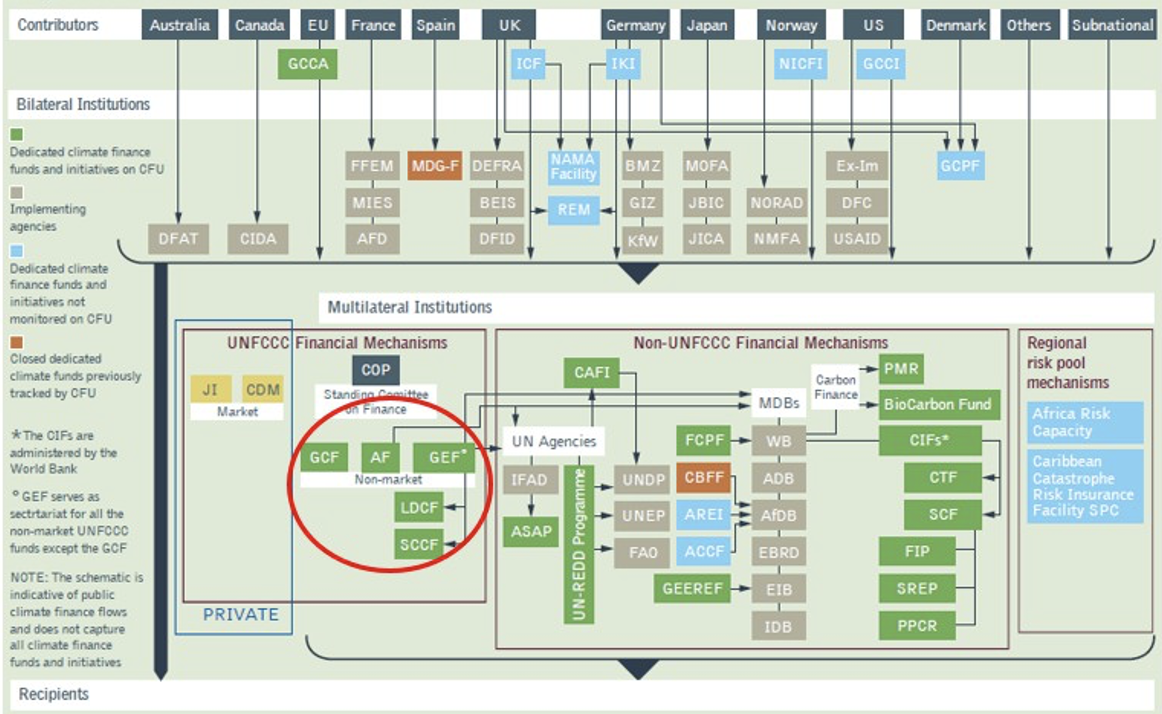 Contributors
Australia
Canada
EU
France
Spain
UK
Germany
Japan
Norway
US
Denmark
Others
Subnational
GCCA
ICF
IKI
NICFI
GCCI
Bilateral Institutions
Dedicated climate finance
funds and initiatives on CFU
Implementing
agencies
Dedicated climate
finance funds and
initiatives not
monitored on CFU
Closed dedicated
climate funds previously
tracked by CFU
*The CIFs are
administered by the
World Bank
° GEF serves as
sectrtariat for all the
non-market UNFCCC
funds except the GCF
NOTE: The schematic is
indicative of public
climate finance flows
and does not capture
all climate finance
funds and initiatives
DFAT
CIDA
FFEM
MIES
AFD
MDG-F
DEFRA
BEIS
DFID
NAMA
Facility
REM
BMZ
GIZ
KfW
MOFA
JBIC
JICA
NORAD
NMFA
Ex-Im
DFC
USAID
GCPF
Multilateral Institutions
UNFCCC Financial Mechanisms
COP
Standing Comittee
on Finance
JI
CDM
Market
GCF
AF
GEF°
Non-market
LDCF
SCCF
PRIVATE
Non-UNFCCC Financial Mechanisms
CAFI
UN Agencies
IFAD
ASAP
UN-REDD Programme
UNDP
UNEP
FAO
FCPF
CBFF
AREI
ACCF
GEEREF
MDBs
WB
ADB
AfDB
EBRD
EIB
IDB
Carbon
Finance
PMR
BioCarbon Fund
CIFs*
CTF
SCF
FIP
SREP
PPCR
Regional
risk pool
mechanisms
Africa Risk
Capacity
Caribbean
Catastrophe
Risk Insurance
Facility SPC
Recipients